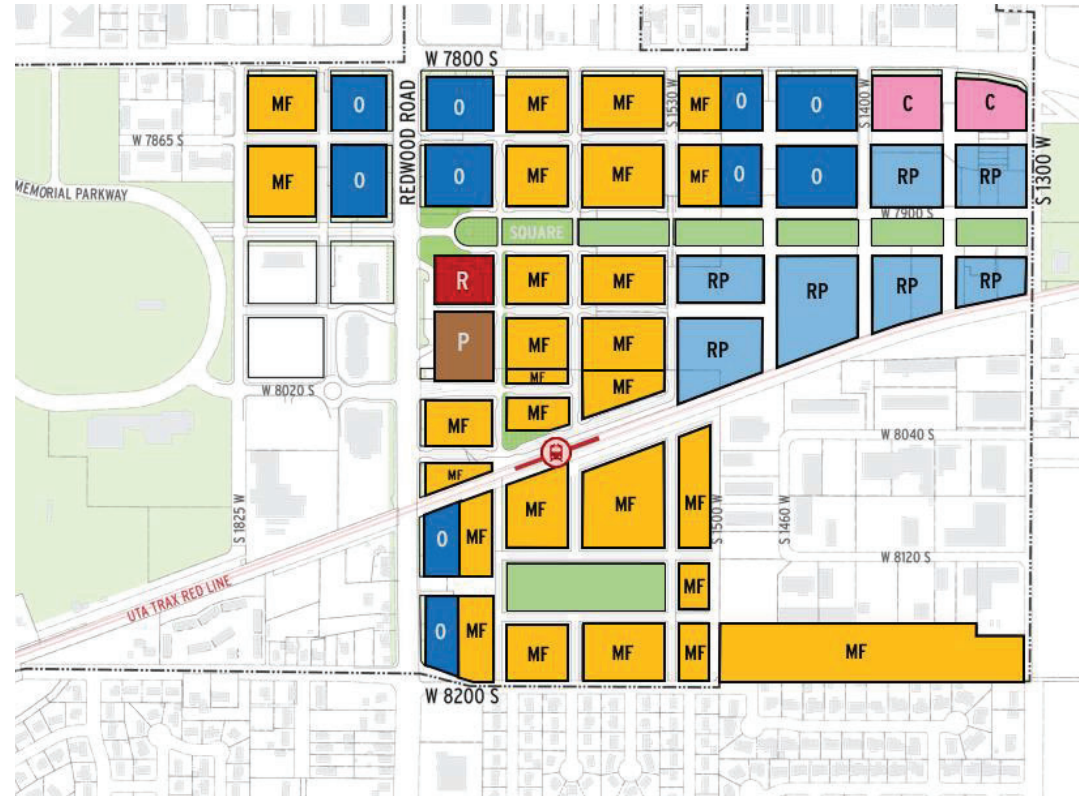 W 7800 S
MF
O
REDWOOD ROAD
O
MF
MF
S 1530 W
MF
O
O
S 1400 W
C
C
W 7865 S
MF
O
O
MF
MF
MF
O
O
RP
RP
S 1300 W
MEMORIAL PARKWAY
W 7900 S
SQUARE
R
MF
MF
RP
RP
RP
RP
P
MF
MF
RP
MF
MF
W 8020 S
MF
MF
W 8040 S
MF
O
MF
MF
MF
MF
S 1825 W
S 1500 W
S 1460 W
W 8120 S
UTA TRAX RED LINE
MF
O
MF
MF
MF
MF
MF
W 8200 S